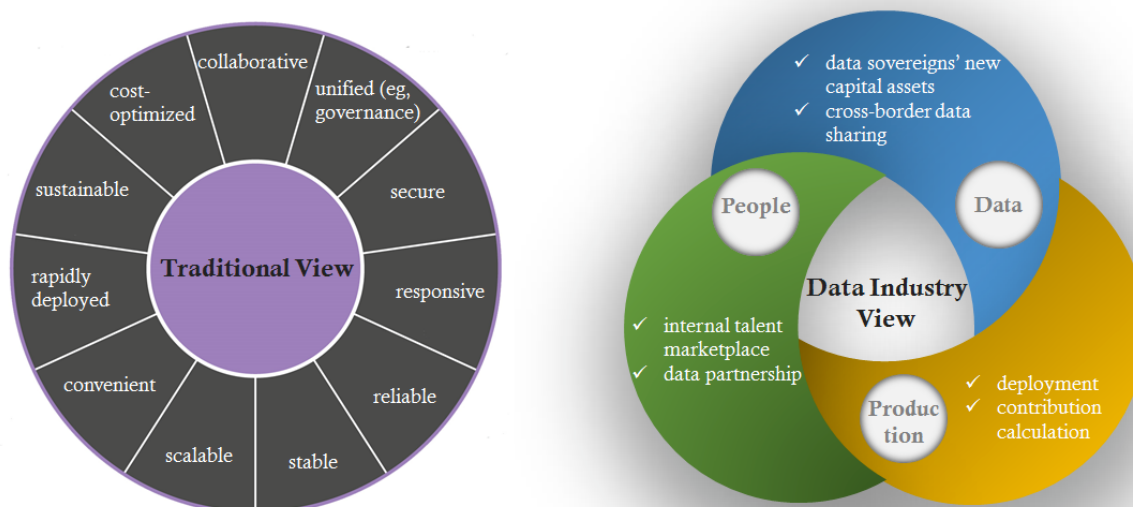 collaborative
unified (eg,
governance)
secure
responsive
reliable
stable
scalable
convenient
rapidly
deployed
sustainable
cost-
optimized
Traditional View
data sovereigns’ new
capital assets
cross-border data
sharing
People
Data
Data Industry
View
internal talent
marketplace
data partnership
Produc
tion
deployment
contribution
calculation